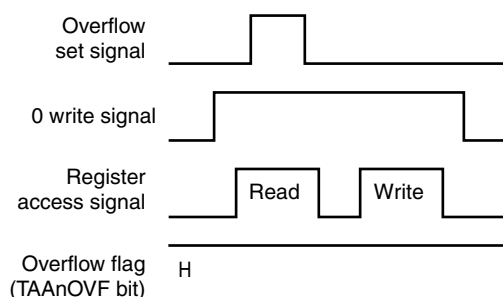 Overflow
set signal
0 write signal
Register
access signal
Read
Write
Overflow flag
(TAAnOVF bit)
H